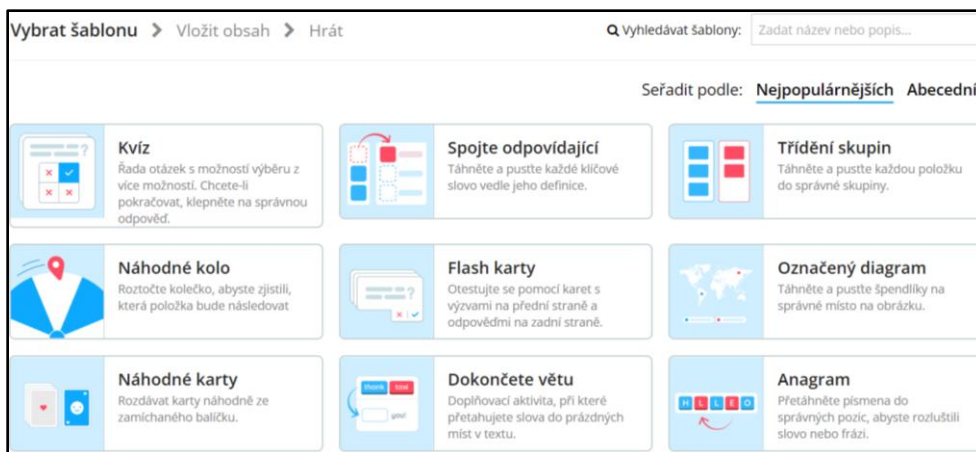 Vybrat šablonu > Vložit obsah > Hrát
Vyhledávat šablony: Zadat název nebo popis...
Seřadit podle: Nejpopulárnějších Abecední
Kvíz
Řada otázek s možností výběru z
více možností. Chcete-li
pokračovat, klepněte na správnou
odpověď.
Spojte odpovídající
Táhněte a pusťte každé klíčové
slovo vedle jeho definice.
Třídění skupin
Táhněte a pusťte každou položku
do správné skupiny.
Náhodné kolo
Roztočte kolečko, abyste zjistili,
která položka bude následovat
Flash karty
?
Otestujte se pomocí karet s
výzvami na přední straně a
odpověďmi na zadní straně.
Označený diagram
Táhněte a pusťte špendlíky na
správné místo na obrázku.
Náhodné karty
Rozdávat karty náhodně ze
zamíchaného balíčku.
thank tool
you!
Dokončete větu
Doplňovací aktivita, při které
přetahujete slova do prázdných
míst v textu.
H L L E O
Anagram
Přetáhněte písmena do
správných pozic, abyste rozluštili
slovo nebo frázi.